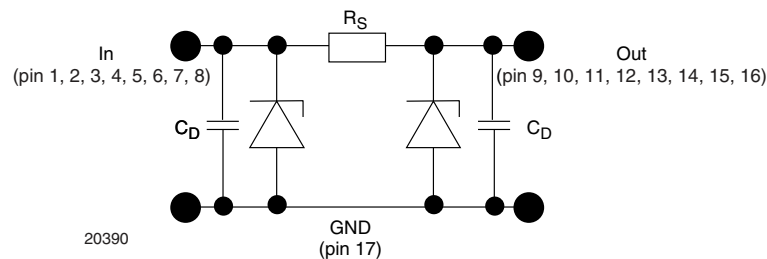 R_S
In
(pin 1, 2, 3, 4, 5, 6, 7, 8)
Out
(pin 9, 10, 11, 12, 13, 14, 15, 16)
C_D
C_D
GND
(pin 17)
20390